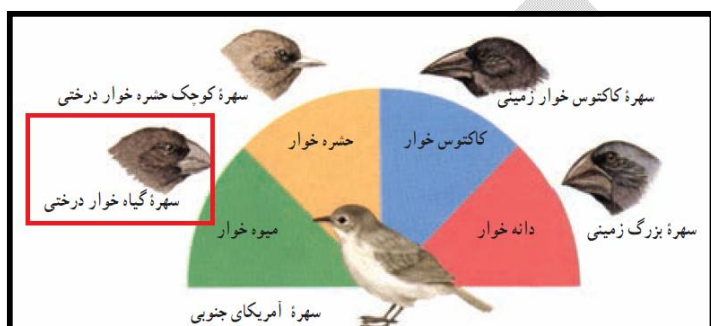 سهرهٔ کاکتوس خوار زمینی
سهرهٔ کوچک حشره خوار درختی
کاکتوس خوار
حشره خوار
سهرهٔ گیاه خوار درختی
سهرهٔ بزرگ زمینی
دانه خوار
میوه خوار
سهرهٔ آمریکای جنوبی